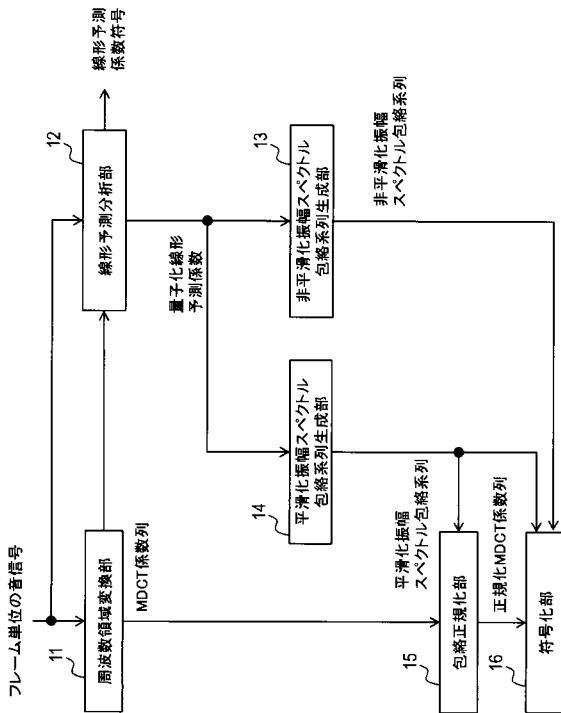 フレーム単位の音信号
11
周波数領域変換部
MDCT係数列
12
線形予測分析部
線形予測
係数符号
量子化線形
予測係数
13
非平滑化振幅スペクトル
包絡系列生成部
非平滑化振幅
スペクトル包絡系列
14
平滑化振幅スペクトル
包絡系列生成部
平滑化振幅
スペクトル包絡系列
15
包絡正規化部
正規化MDCT係数列
16
符号化部